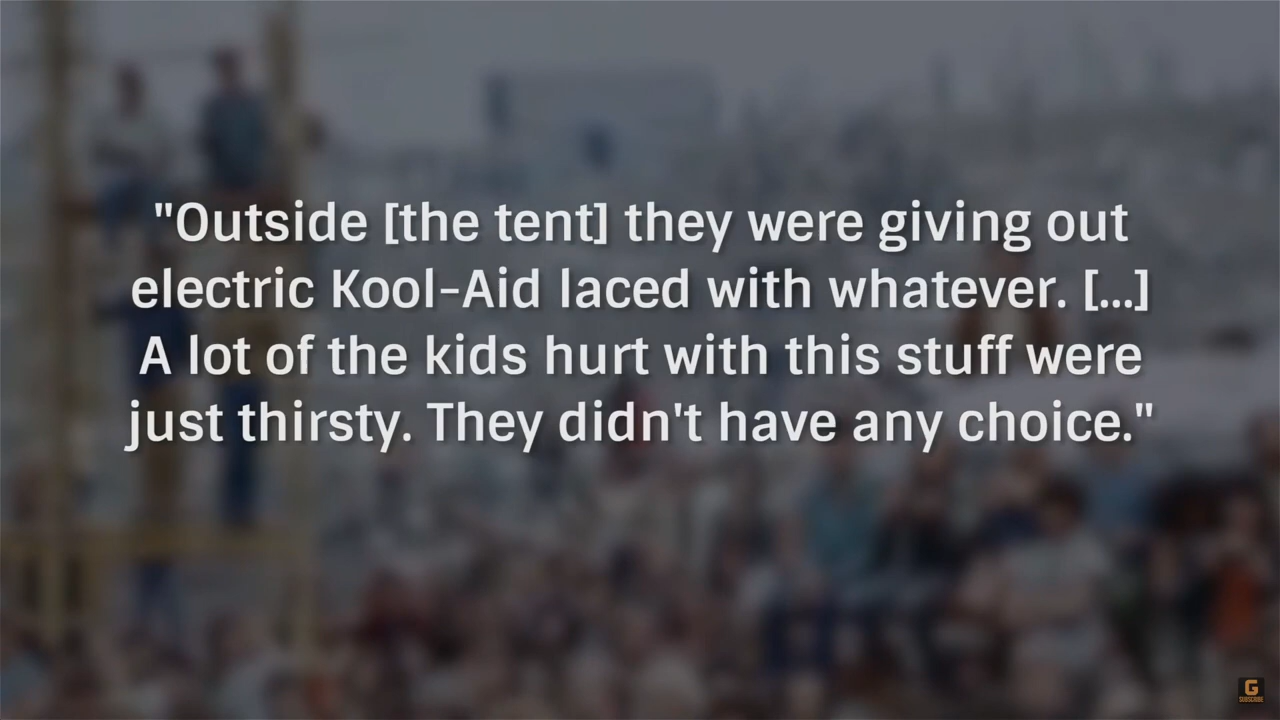 "Outside [the tent] they were giving out
electric Kool-Aid laced with whatever. [...]
A lot of the kids hurt with this stuff were
just thirsty. They didn't have any choice."
G
SUBSCRIBE